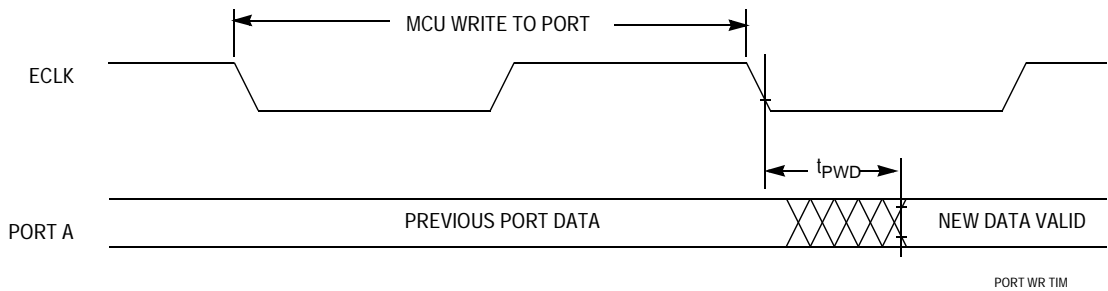 MCU WRITE TO PORT
ECLK
tPWD
PORT A
PREVIOUS PORT DATA
NEW DATA VALID
PORT WR TIM